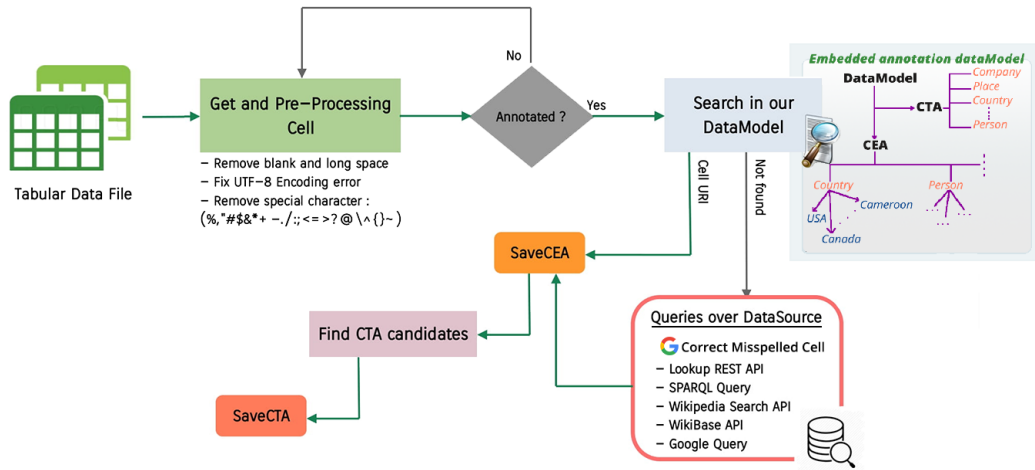 Tabular Data File
Get and Pre-Processing
Cell
- Remove blank and long space
- Fix UTF-8 Encoding error
- Remove special character :
(%,"#$&*+ -./:;<=>?@\^{}~)
No
Annotated ?
Yes
Search in our
DataModel
Cell URI
Not found
Embedded annotation dataModel
DataModel
CTA
Company
Place
Country
Person
CEA
Country
Person
USA
Cameroon
Canada
SaveCEA
Find CTA candidates
SaveCTA
Queries over DataSource
G Correct Misspelled Cell
- Lookup REST API
- SPARQL Query
- Wikipedia Search API
- WikiBase API
- Google Query